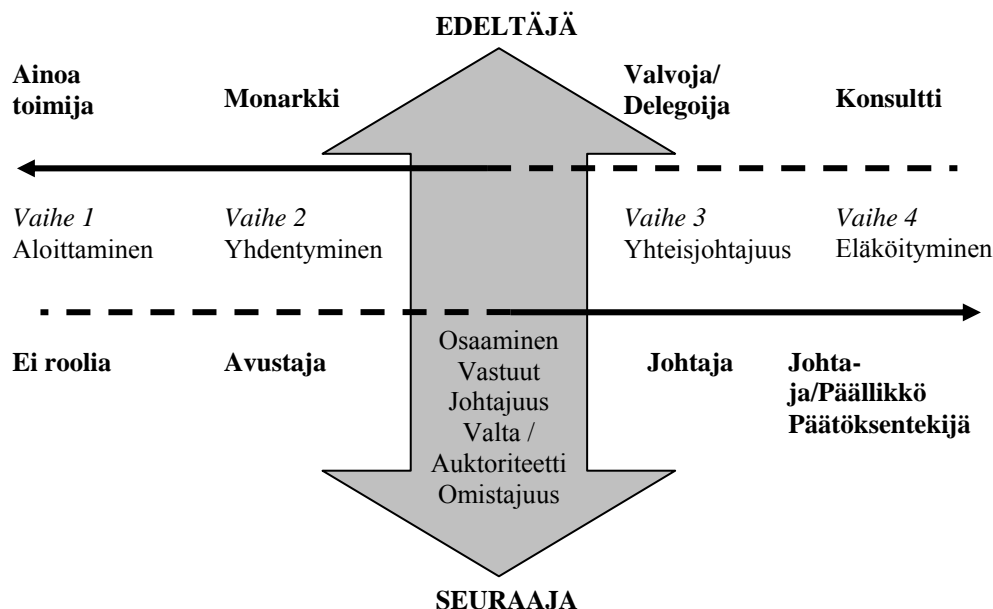 EDELTÄJÄ
Ainoa
toimija
Monarkki
Valvoja/
Delegoija
Konsultti
Vaihe 1
Aloittaminen
Vaihe 2
Yhdentyminen
Vaihe 3
Yhteisjohtajuus
Vaihe 4
Eläköityminen
Ei roolia
Avustaja
Osaaminen
Vastuut
Johtajuus
Valta /
Auktoriteetti
Omistajuus
Johtaja
Johta-
ja/Päällikkö
Päätöksentekijä
SEURAAJA